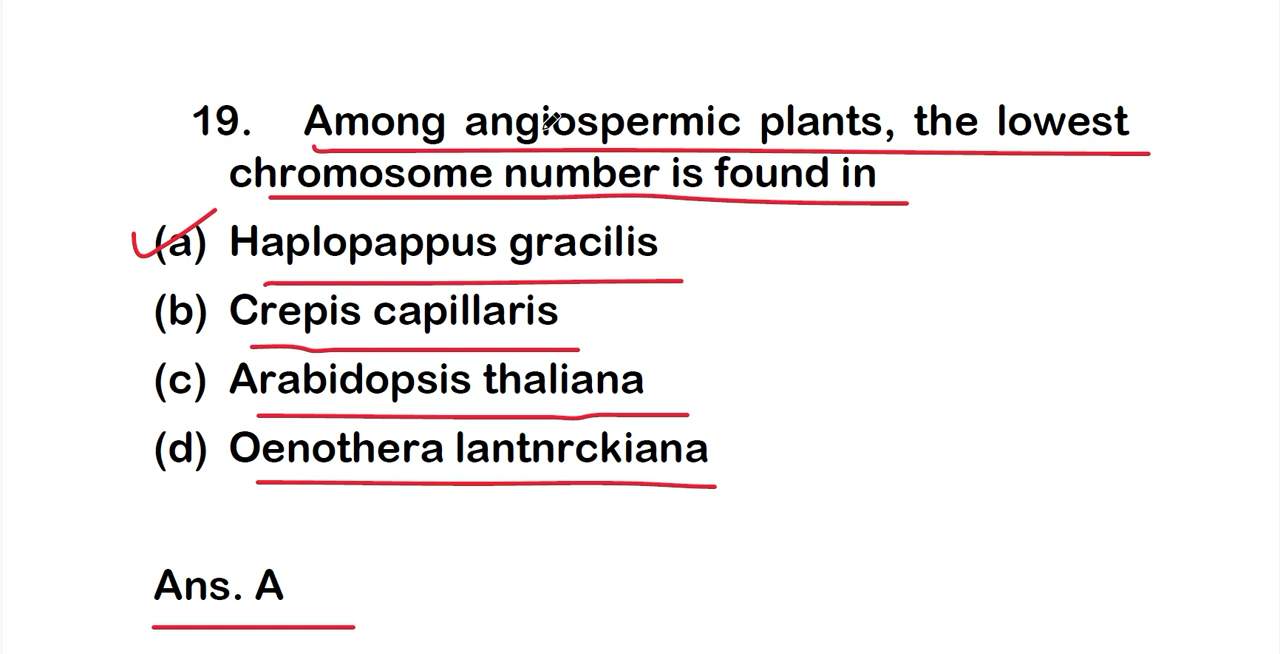 19. Among angiospermic plants, the lowest
chromosome number is found in
(a) Haplopappus gracilis
(b) Crepis capillaris
(c) Arabidopsis thaliana
(d) Oenothera lantnrckiana
Ans. A